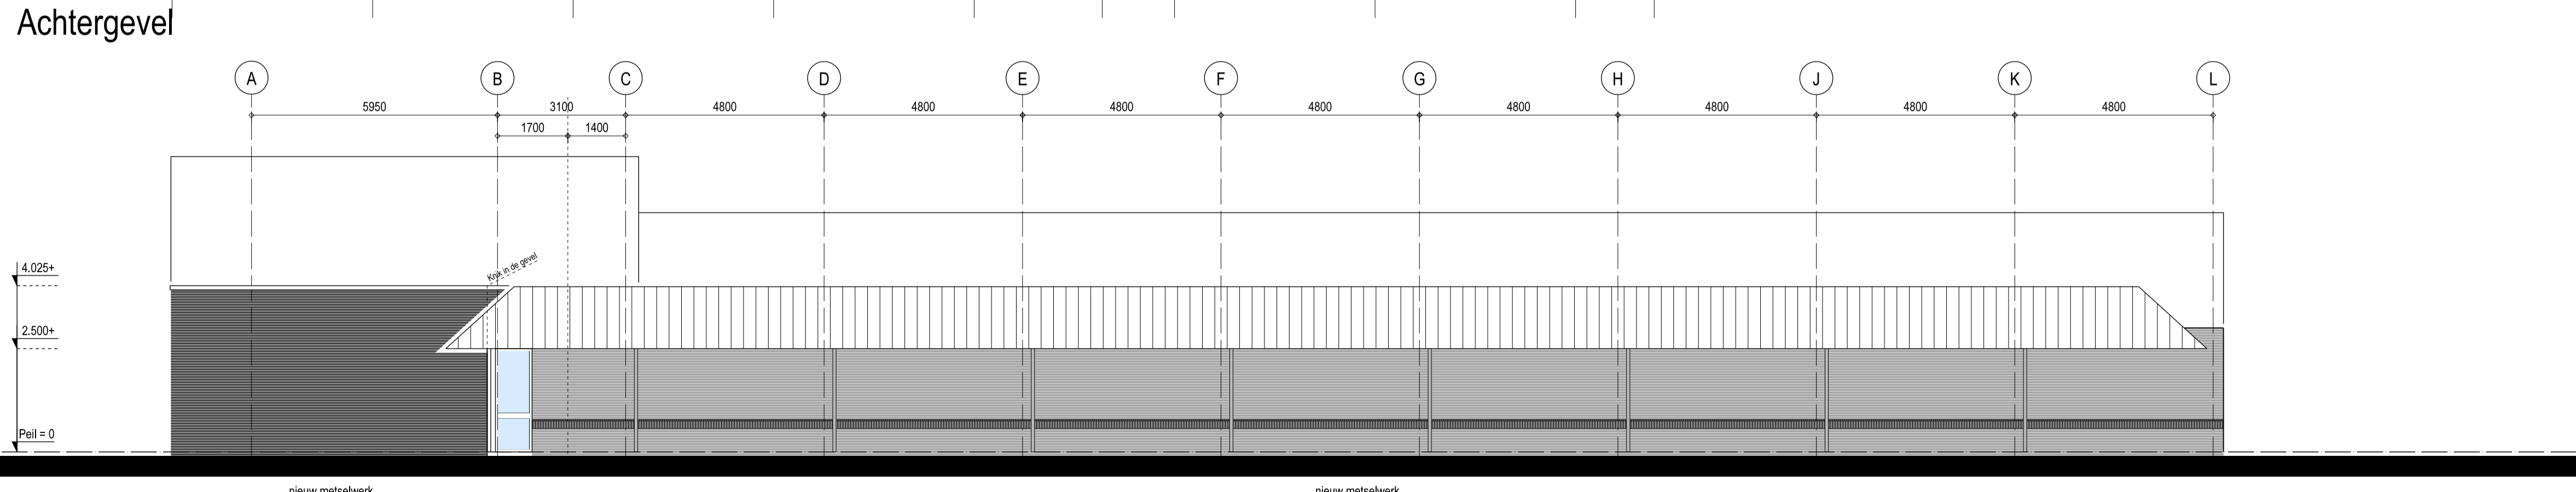 Achtergevel
A B C D E F G H J K L
5950 3100 4800 4800 4800 4800 4800 4800 4800 4800
1700 1400
Knik in de gevel
4.025+
2.500+
Peil = 0
nieuw metselwerk nieuw metselwerk